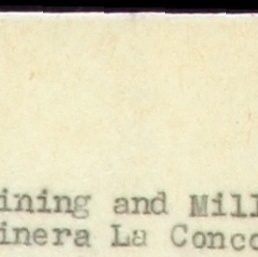 ining and Mill
inera La Conco